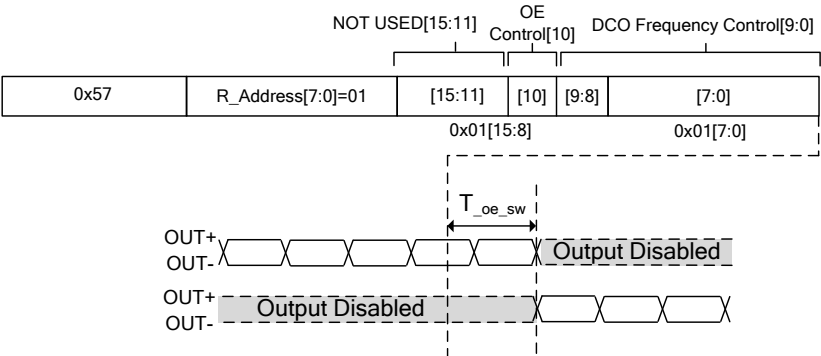 NOT USED[15:11]
OE
Control[10]
DCO Frequency Control[9:0]
0x57
R_Address[7:0]=01
[15:11]
[10]
[9:8]
[7:0]
0x01[15:8]
0x01[7:0]
T_oe_sw
OUT+
OUT-
Output Disabled
OUT+
OUT-
Output Disabled